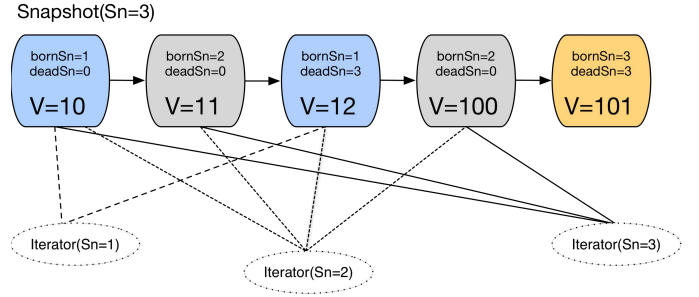 Snapshot(Sn=3)
bornSn=1
deadSn=0
V=10
bornSn=2
deadSn=0
V=11
bornSn=1
deadSn=3
V=12
bornSn=2
deadSn=0
V=100
bornSn=3
deadSn=3
V=101
Iterator(Sn=1)
Iterator(Sn=2)
Iterator(Sn=3)